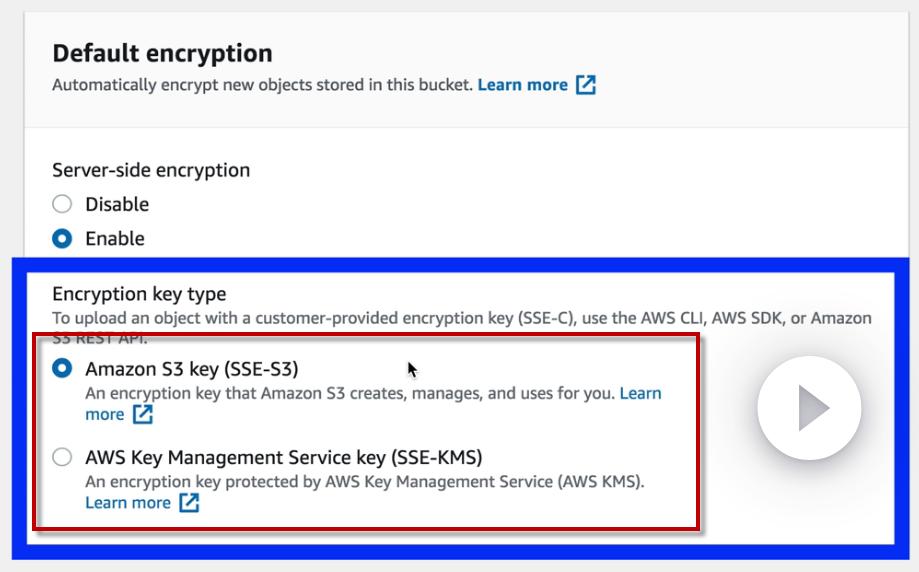 Default encryption
Automatically encrypt new objects stored in this bucket. Learn more
Server-side encryption
Disable
Enable
Encryption key type
To upload an object with a customer-provided encryption key (SSE-C), use the AWS CLI, AWS SDK, or Amazon
S3 REST API.
Amazon S3 key (SSE-S3)
An encryption key that Amazon S3 creates, manages, and uses for you. Learn
more
AWS Key Management Service key (SSE-KMS)
An encryption key protected by AWS Key Management Service (AWS KMS).
Learn more